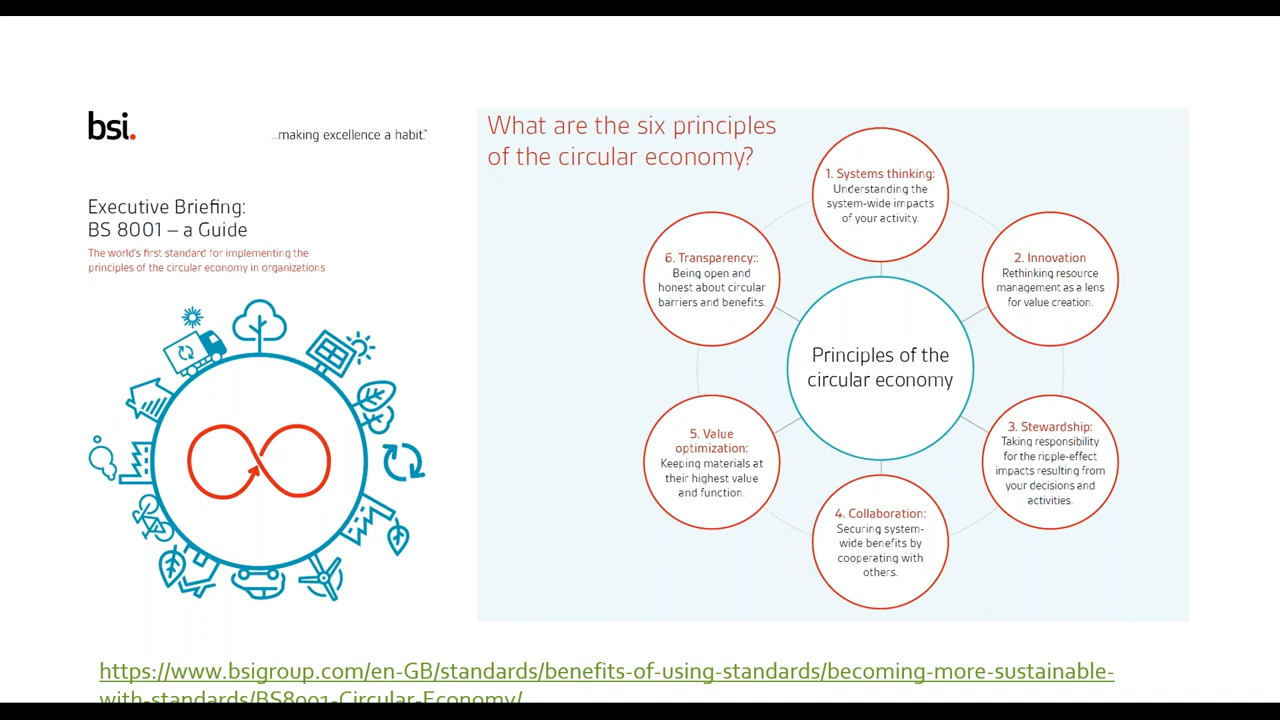 bsi.
...making excellence a habit.™
Executive Briefing:
BS 8001 – a Guide
The world's first standard for implementing the
principles of the circular economy in organizations
What are the six principles
of the circular economy?
1. Systems thinking:
Understanding the
system-wide impacts
of your activity.
2. Innovation
Rethinking resource
management as a lens
for value creation.
3. Stewardship:
Taking responsibility
for the ripple-effect
impacts resulting from
your decisions and
activities.
4. Collaboration:
Securing system-
wide benefits by
cooperating with
others.
5. Value
optimization:
Keeping materials at
their highest value
and function.
6. Transparency::
Being open and
honest about circular
barriers and benefits.
Principles of the
circular economy
https://www.bsigroup.com/en-GB/standards/benefits-of-using-standards/becoming-more-sustainable-
with-standards/BS8001-Circular-Economy/